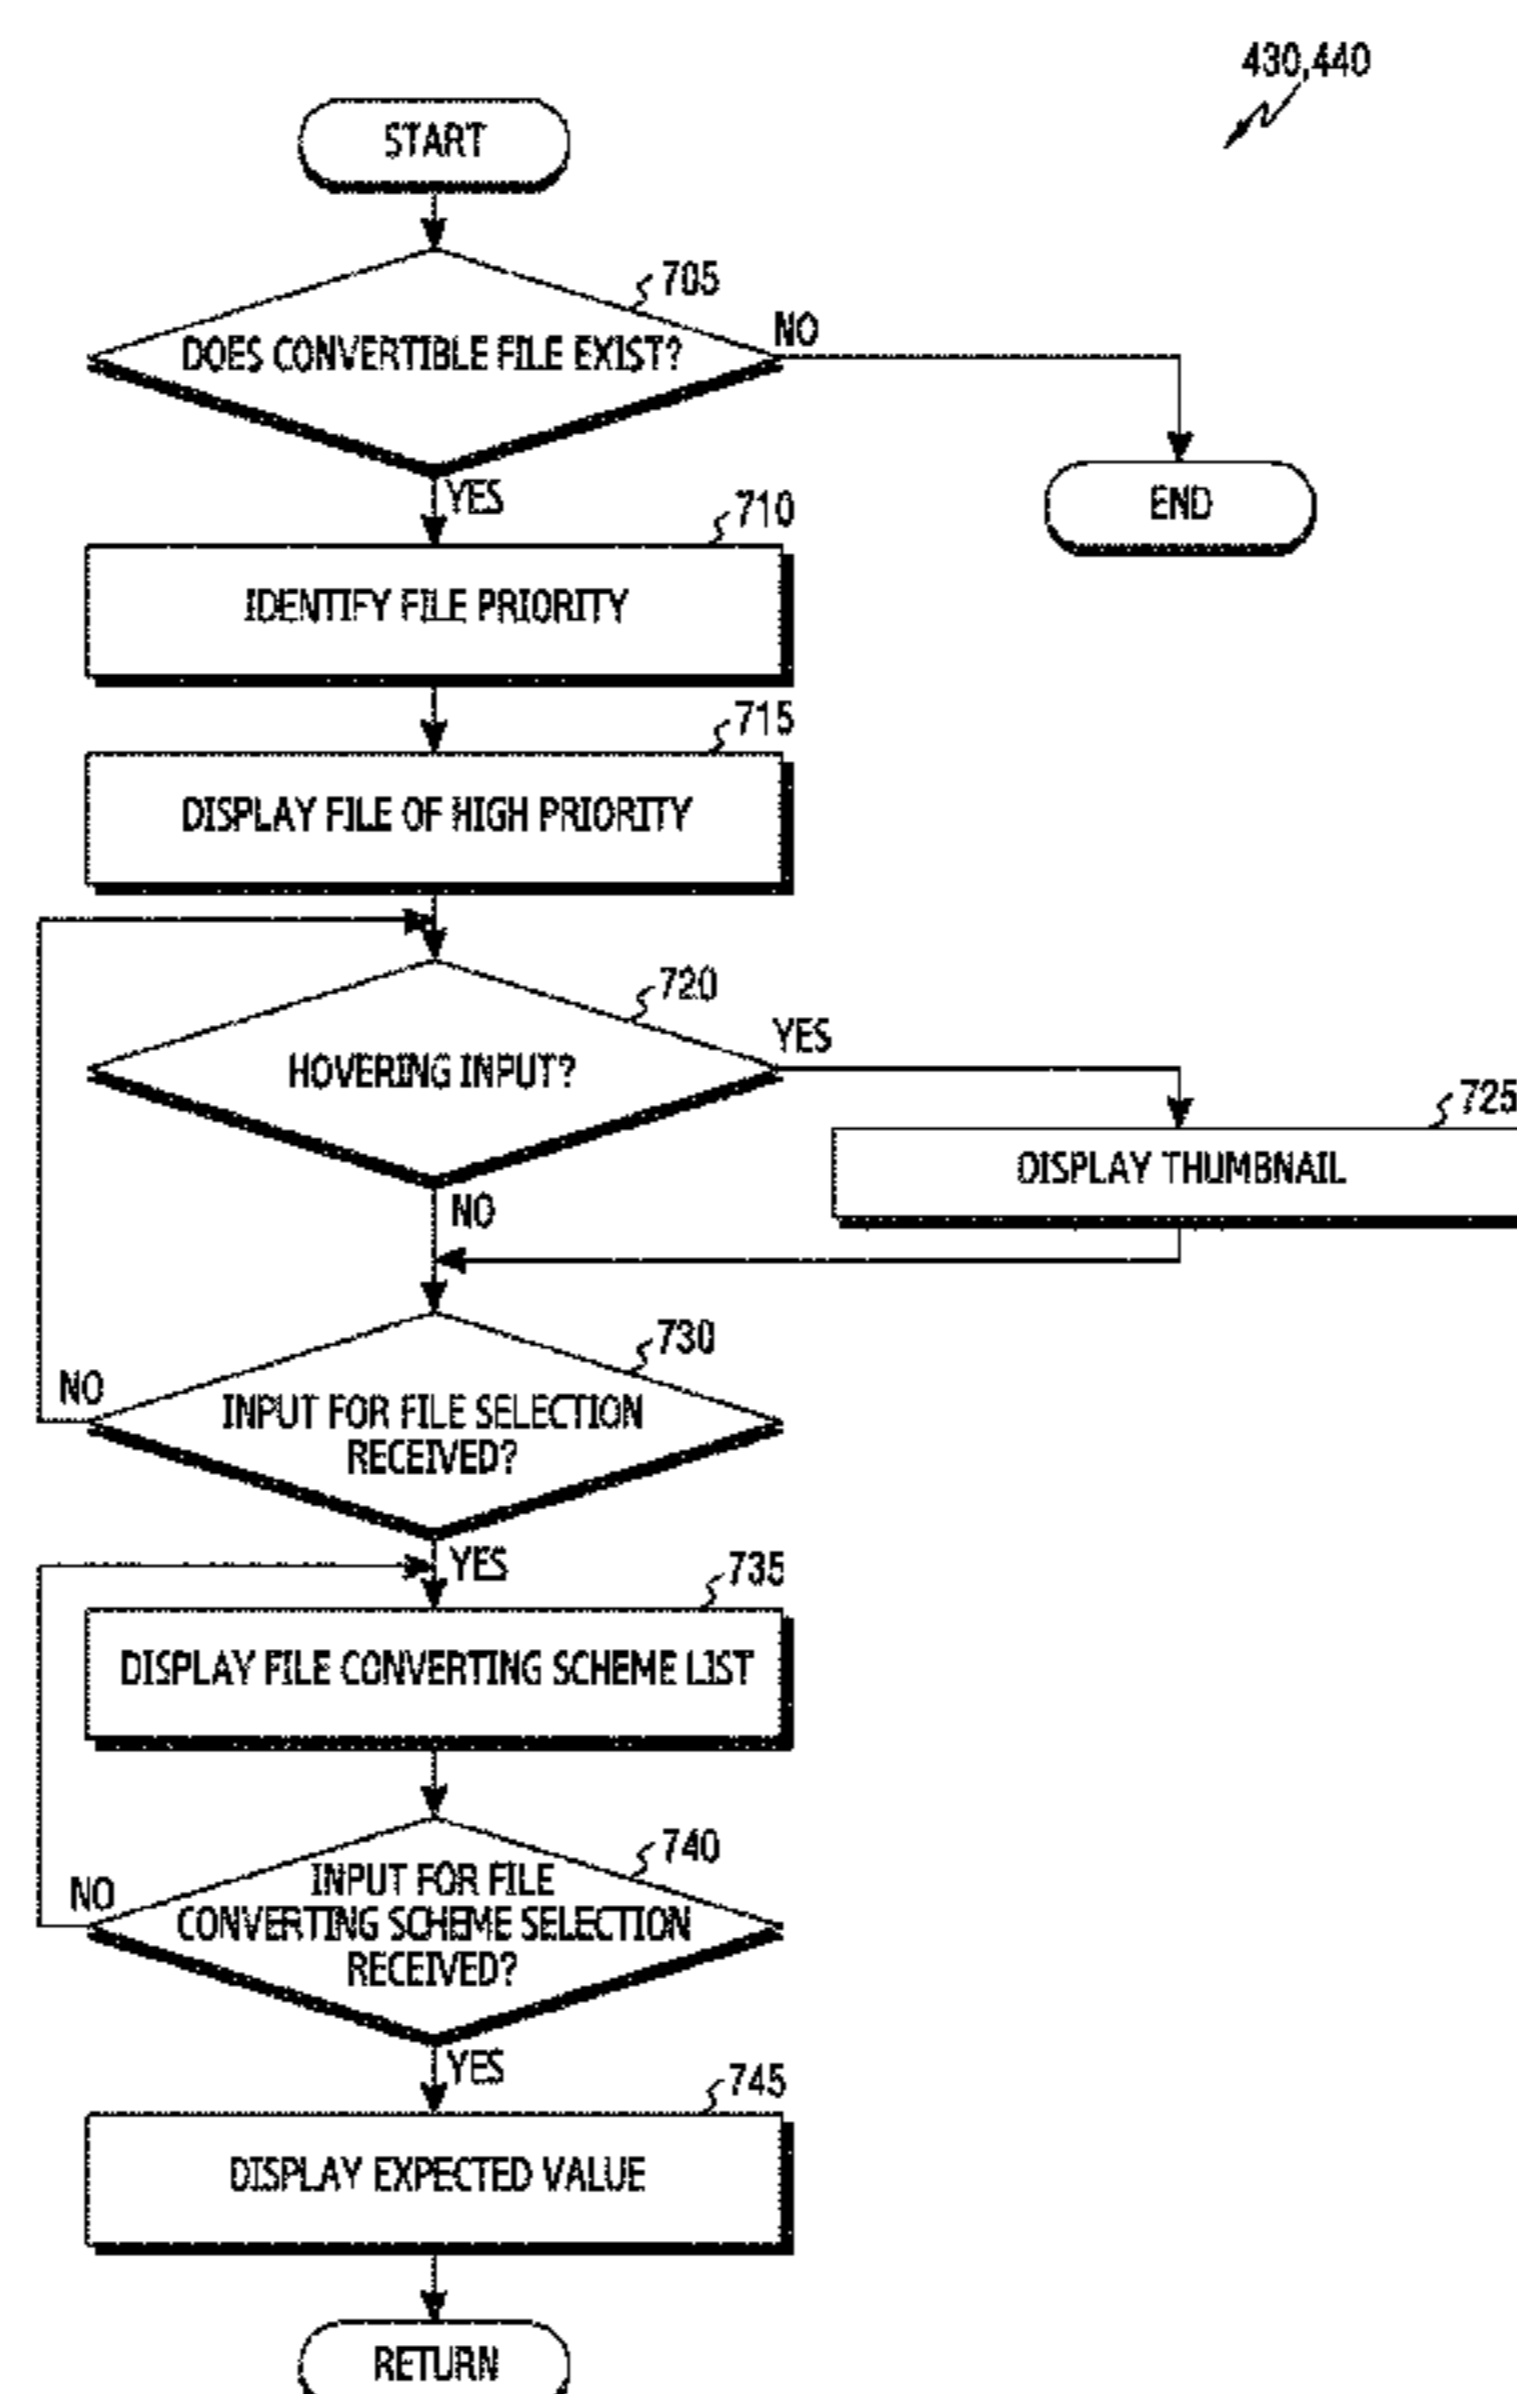 430,440
START
705
DOES CONVERTIBLE FILE EXIST?
NO
YES
END
710
IDENTIFY FILE PRIORITY
715
DISPLAY FILE OF HIGH PRIORITY
720
HOVERING INPUT?
YES
725
DISPLAY THUMBNAIL
NO
730
INPUT FOR FILE SELECTION
RECEIVED?
NO
YES
735
DISPLAY FILE CONVERTING SCHEME LIST
740
INPUT FOR FILE
CONVERTING SCHEME SELECTION
RECEIVED?
NO
YES
745
DISPLAY EXPECTED VALUE
RETURN